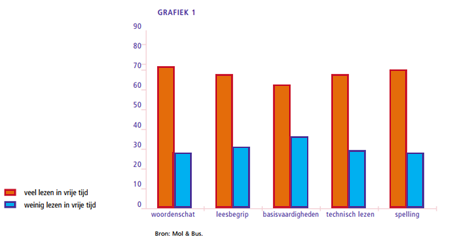 GRAFIEK 1
90
80
70
60
50
40
30
20
10
0
woordenschat leesbegrip basisvaardigheden technisch lezen spelling
veel lezen in vrije tijd
weinig lezen in vrije tijd
Bron: Mol & Bus.